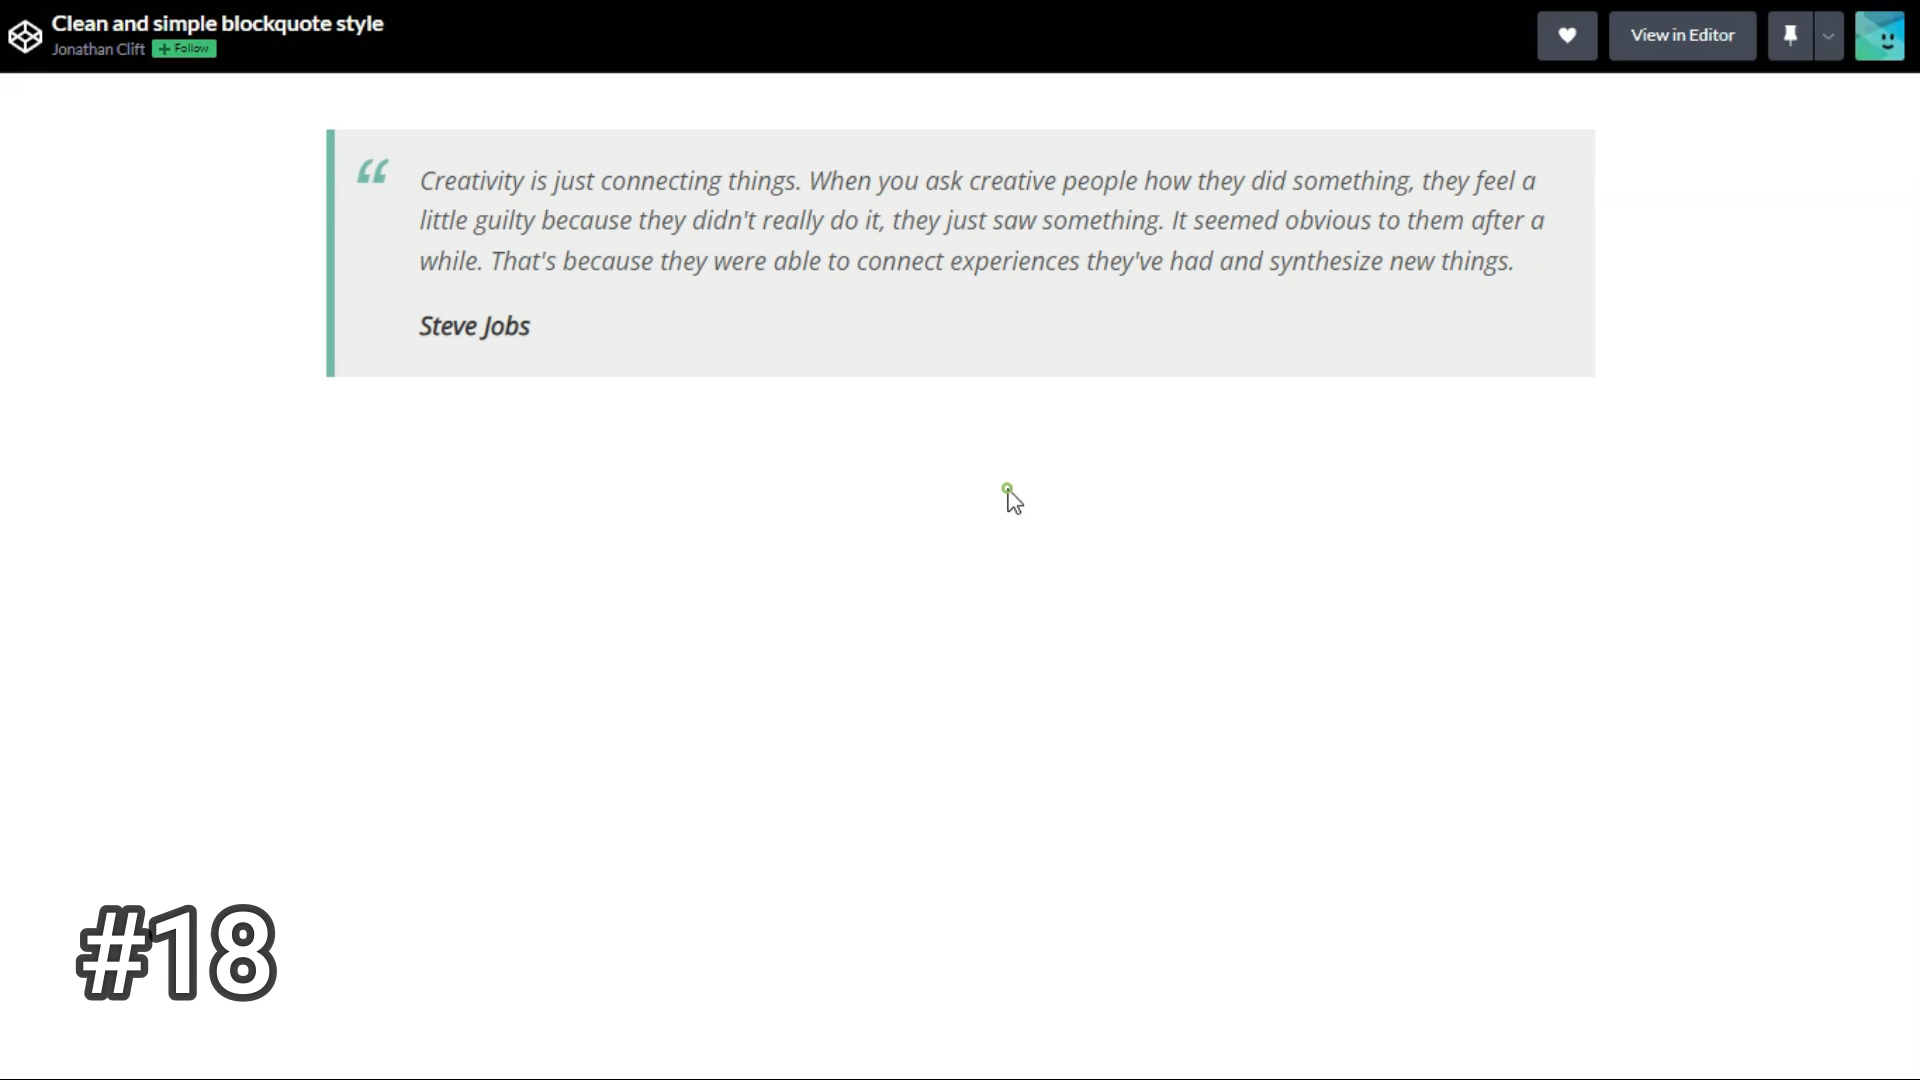 Clean and simple blockquote style
Jonathan Clift + Follow
View in Editor
“ Creativity is just connecting things. When you ask creative people how they did something, they feel a
little guilty because they didn't really do it, they just saw something. It seemed obvious to them after a
while. That's because they were able to connect experiences they've had and synthesize new things.
Steve Jobs
#18